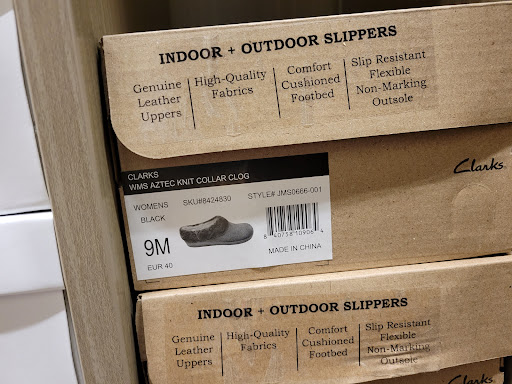 INDOOR + OUTDOOR SLIPPERS
Genuine
Leather
Uppers
High-Quality
Fabrics
Comfort
Cushioned
Footbed
Slip Resistant
Flexible
Non-Marking
Outsole
CLARKS
WMS AZTEC KNIT COLLAR CLOG
WOMENS
SKU#8424830
STYLE# JMS0666-001
BLACK
9M
EUR 40
MADE IN CHINA
Clarks
INDOOR + OUTDOOR SLIPPERS
Genuine
Leather
Uppers
High-Quality
Fabrics
Comfort
Cushioned
Footbed
Slip Resistant
Flexible
Non-Marking
Outsole
Clarks